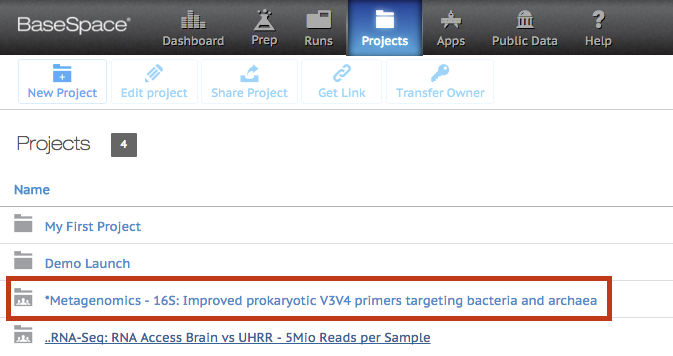 BaseSpace®
Dashboard Prep Runs Projects Apps Public Data Help
New Project Edit project Share Project Get Link Transfer Owner
Projects 4
Name
My First Project
Demo Launch
*Metagenomics - 16S: Improved prokaryotic V3V4 primers targeting bacteria and archaea
..RNA-Seq: RNA Access Brain vs UHRR - 5Mio Reads per Sample